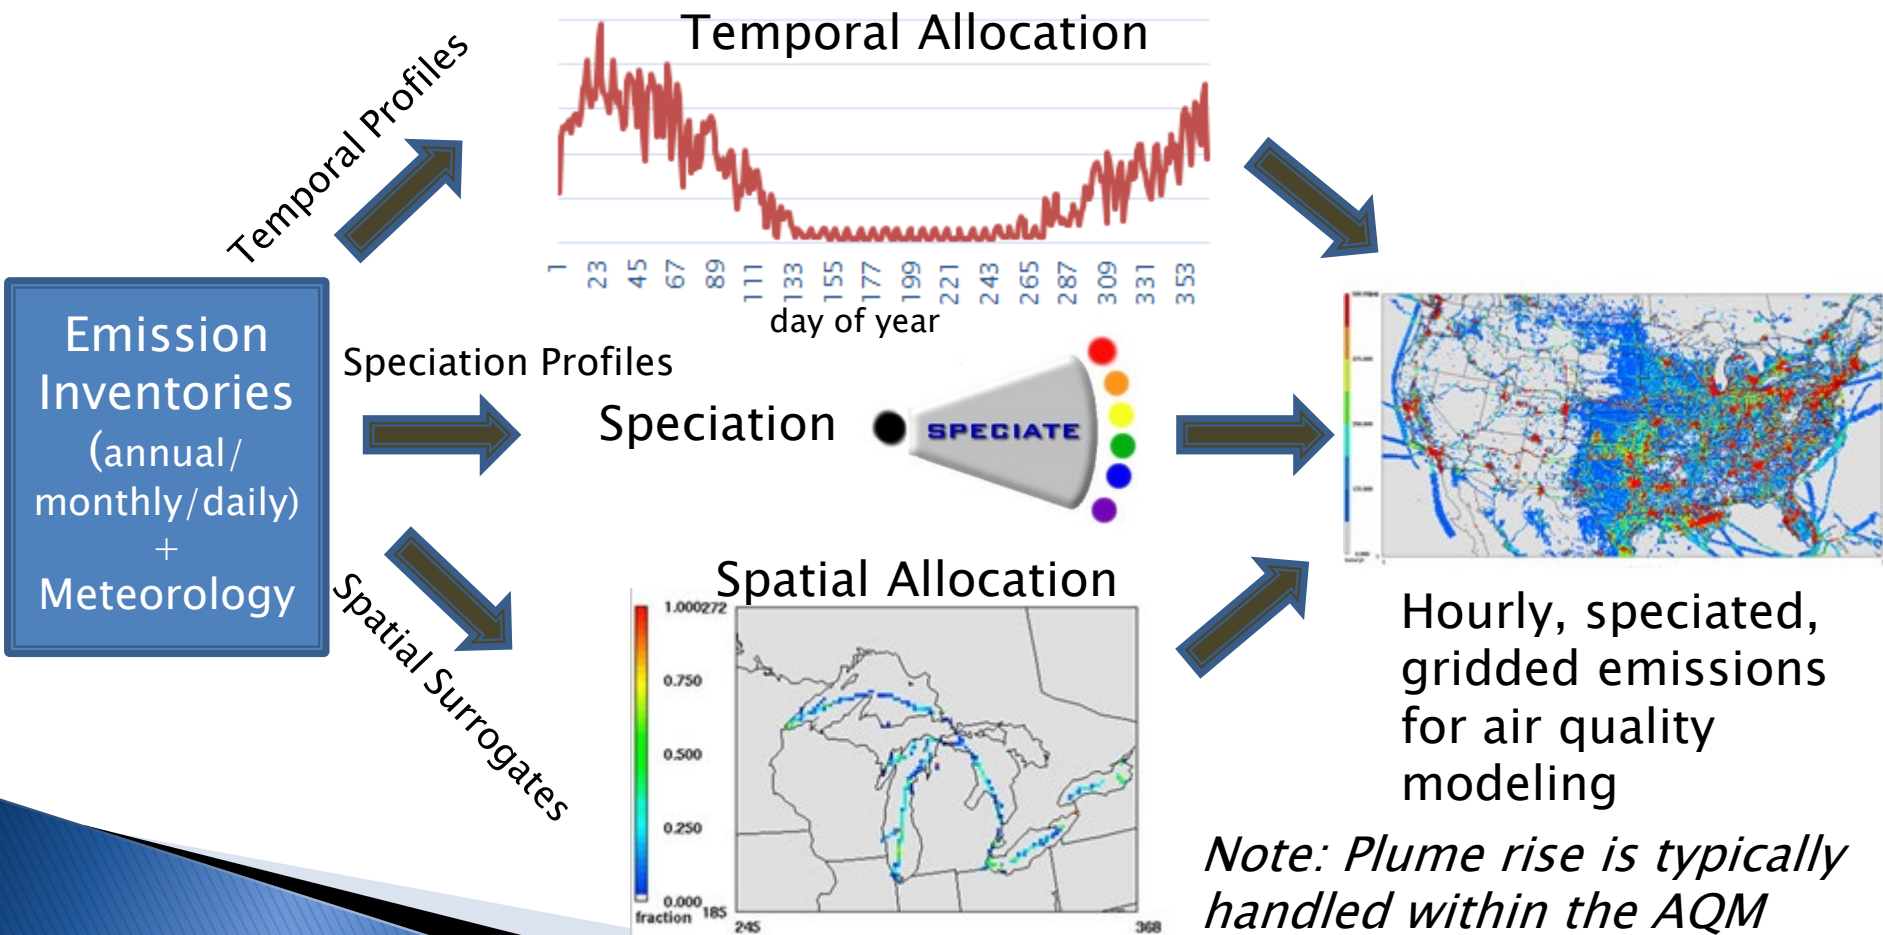 Temporal Allocation
Temporal Profiles
1
23
45
67
89
111
133
155
177
199
221
243
265
287
309
331
353
day of year
Emission
Inventories
(annual/
monthly/daily)
+
Meteorology
Speciation Profiles
Speciation
SPECIATE
Spatial Surrogates
Spatial Allocation
1.000
272
0.750
0.500
0.250
0.000
fraction
185
245
368
Hourly, speciated,
gridded emissions
for air quality
modeling
Note: Plume rise is typically
handled within the AQM